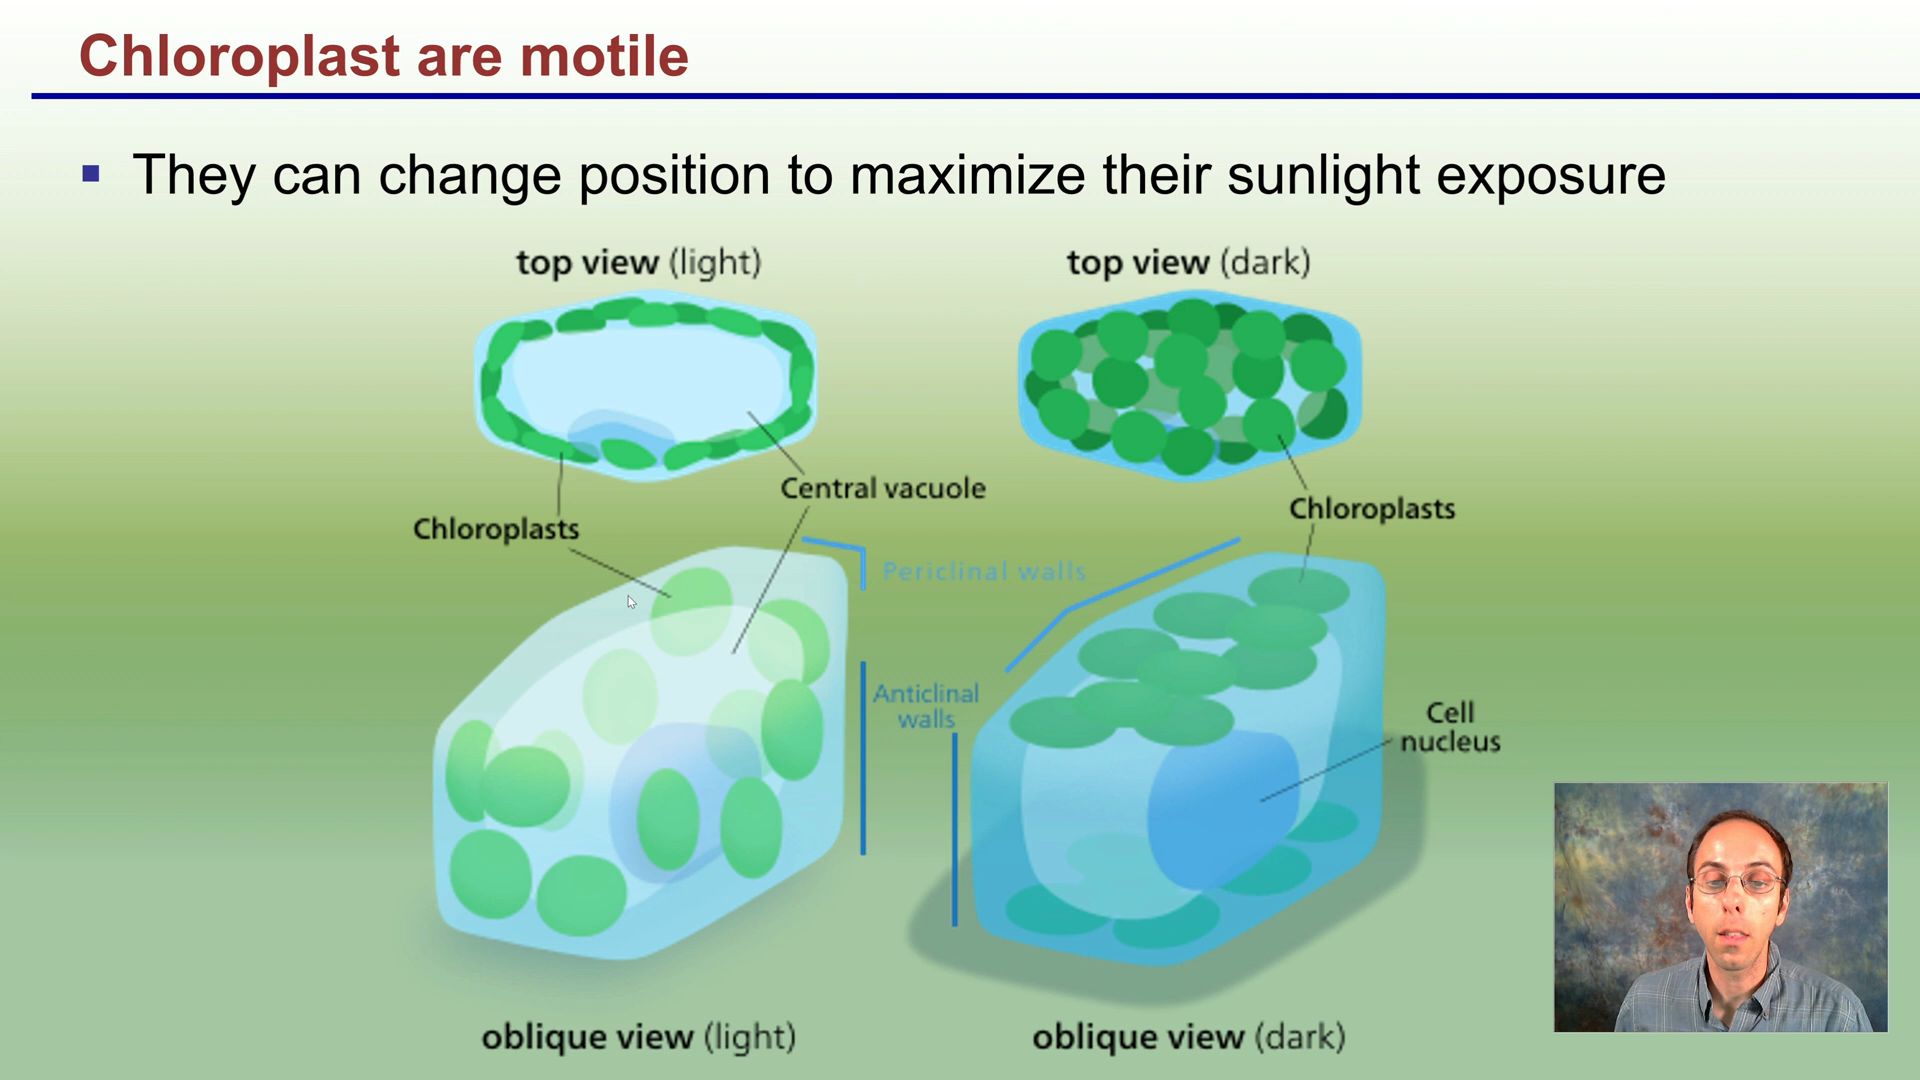 Chloroplast are motile
▪ They can change position to maximize their sunlight exposure
top view (light)
top view (dark)
Central vacuole
Chloroplasts
Chloroplasts
Periclinal walls
Anticlinal
walls
Cell
nucleus
oblique view (light)
oblique view (dark)